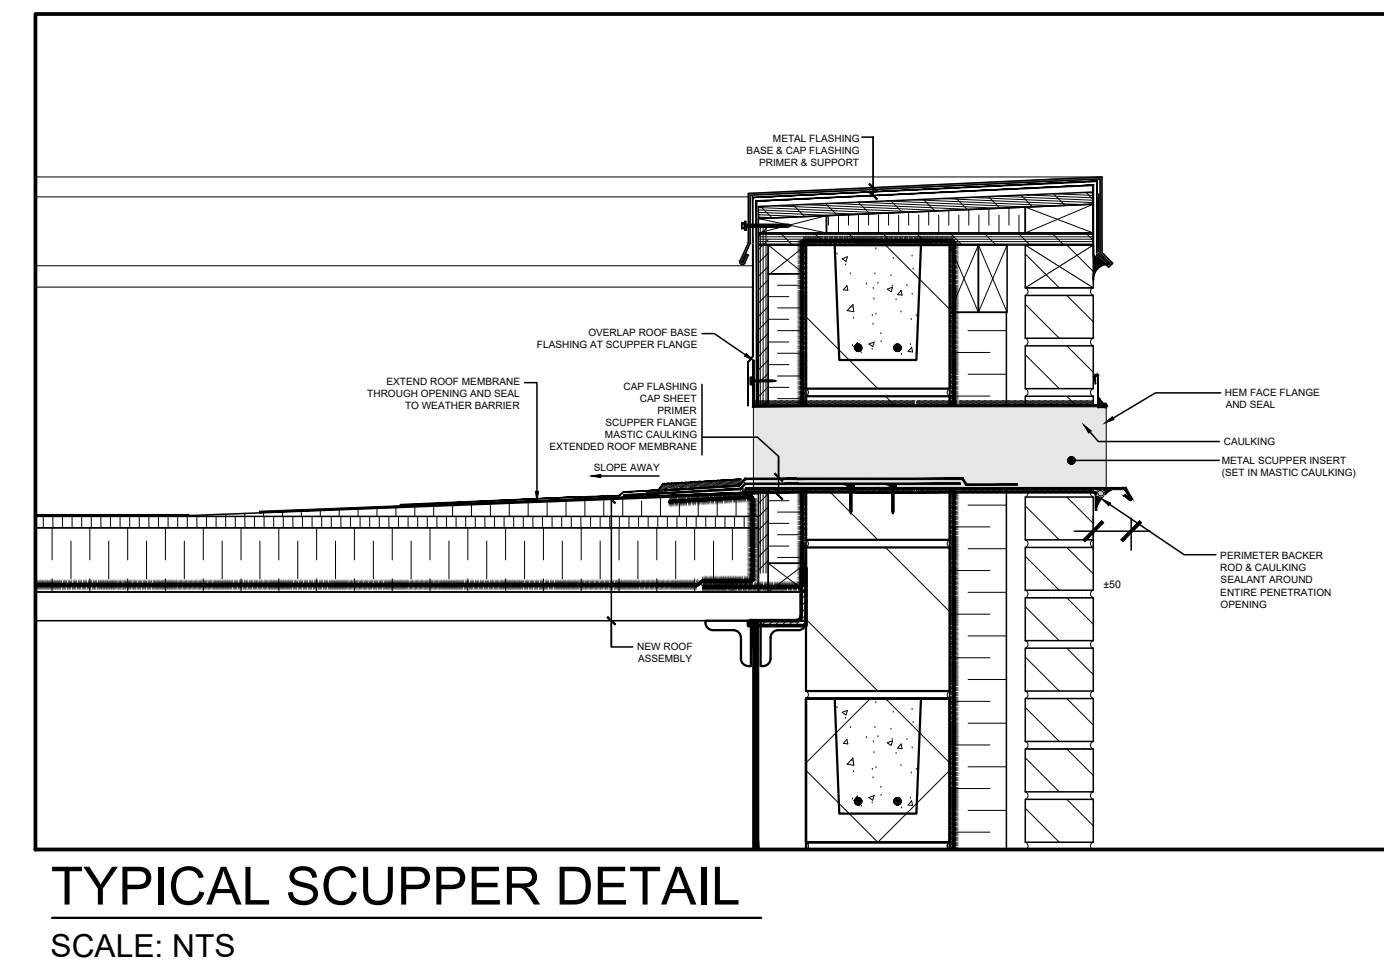 METAL FLASHING
BASE & CAP FLASHING
PRIMER & SUPPORT
OVERLAP ROOF BASE
FLASHING AT SCUPPER FLANGE
EXTEND ROOF MEMBRANE
THROUGH OPENING AND SEAL
TO WEATHER BARRIER
CAP FLASHING
CAP SHEET
PRIMER
SCUPPER FLANGE
MASTIC CAULKING
EXTENDED ROOF MEMBRANE
SLOPE AWAY
HEM FACE FLANGE
AND SEAL
CAULKING
METAL SCUPPER INSERT
(SET IN MASTIC CAULKING)
PERIMETER BACKER
ROD & CAULKING
SEALANT AROUND
ENTIRE PENETRATION
OPENING
±50
NEW ROOF
ASSEMBLY
TYPICAL SCUPPER DETAIL
SCALE: NTS